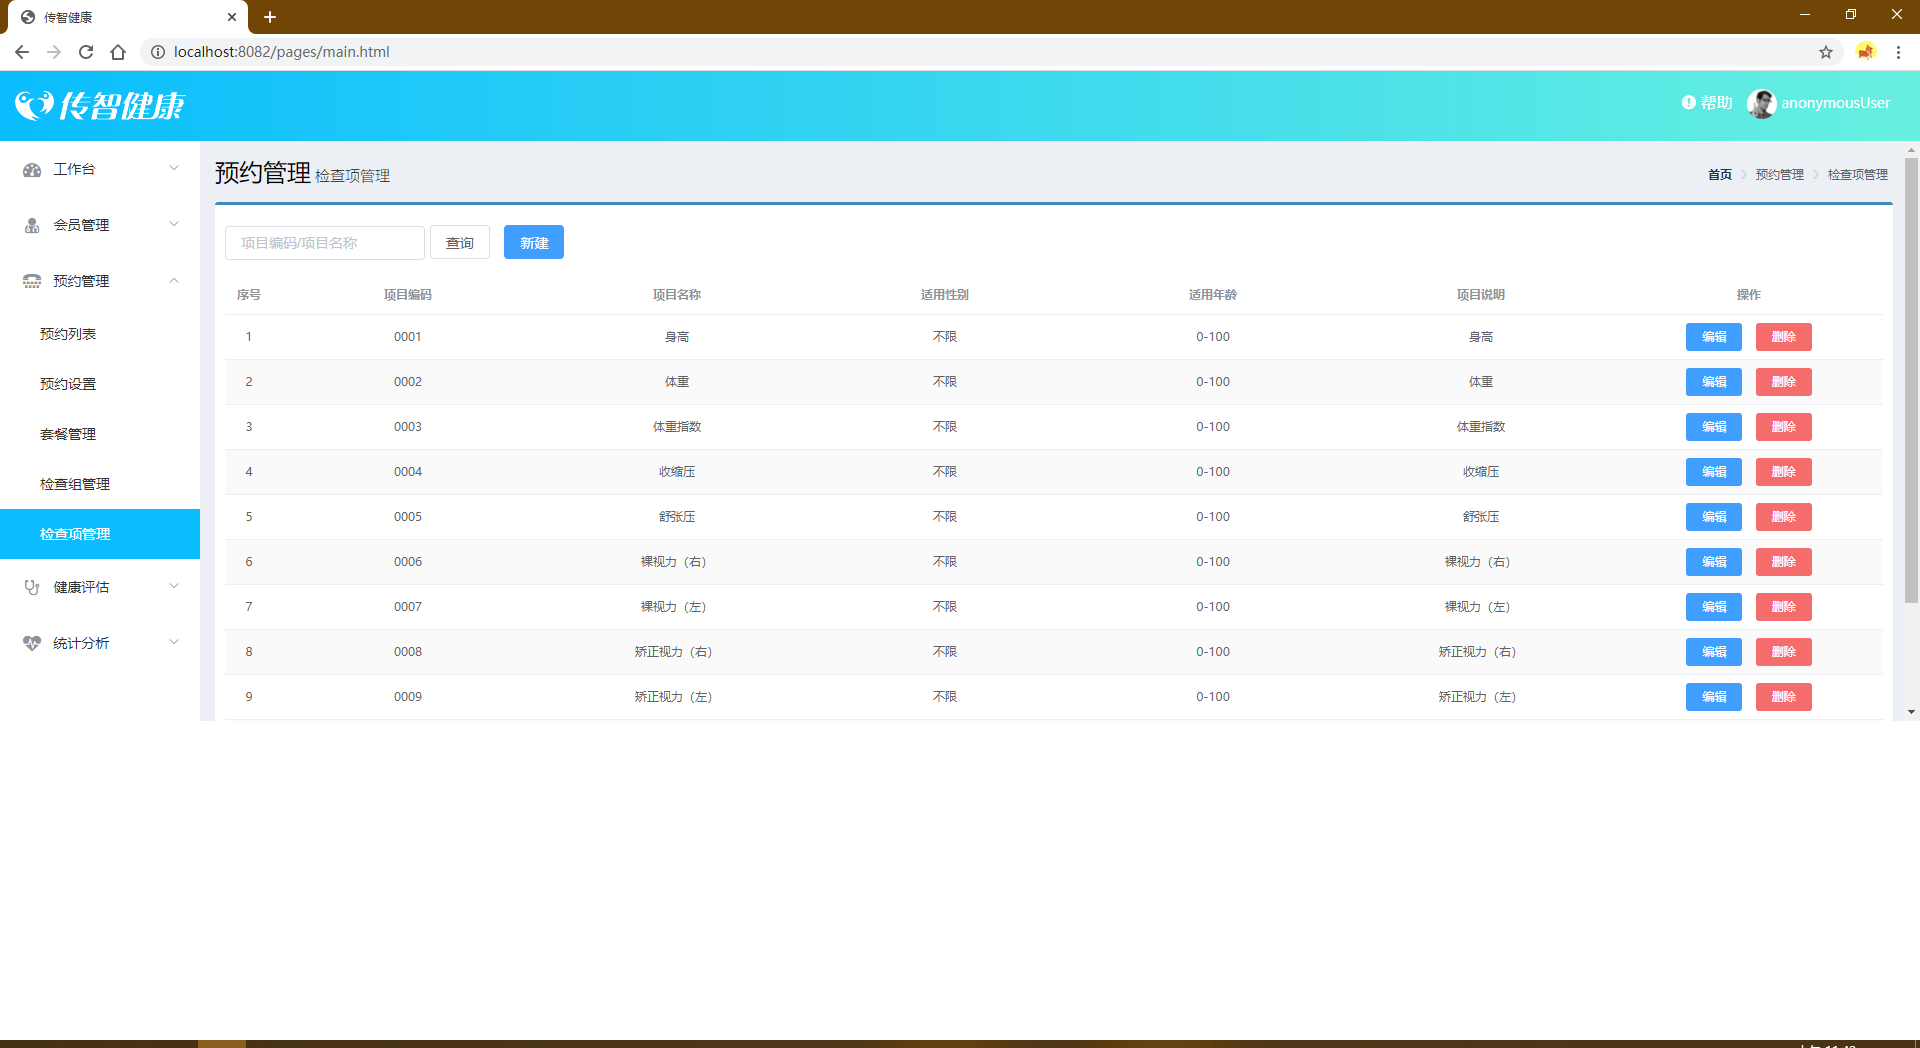 传智健康
localhost:8082/pages/main.html
传智健康
帮助 anonymousUser
工作台
会员管理
预约管理
预约列表
预约设置
套餐管理
检查组管理
检查项管理
健康评估
统计分析
预约管理 检查项管理
首页 预约管理 检查项管理
项目编码/项目名称 查询 新建
序号 项目编码 项目名称 适用性别 适用年龄 项目说明 操作
1 0001 身高 不限 0-100 身高 编辑 删除
2 0002 体重 不限 0-100 体重 编辑 删除
3 0003 体重指数 不限 0-100 体重指数 编辑 删除
4 0004 收缩压 不限 0-100 收缩压 编辑 删除
5 0005 舒张压 不限 0-100 舒张压 编辑 删除
6 0006 裸视力（右） 不限 0-100 裸视力（右） 编辑 删除
7 0007 裸视力（左） 不限 0-100 裸视力（左） 编辑 删除
8 0008 矫正视力（右） 不限 0-100 矫正视力（右） 编辑 删除
9 0009 矫正视力（左） 不限 0-100 矫正视力（左） 编辑 删除